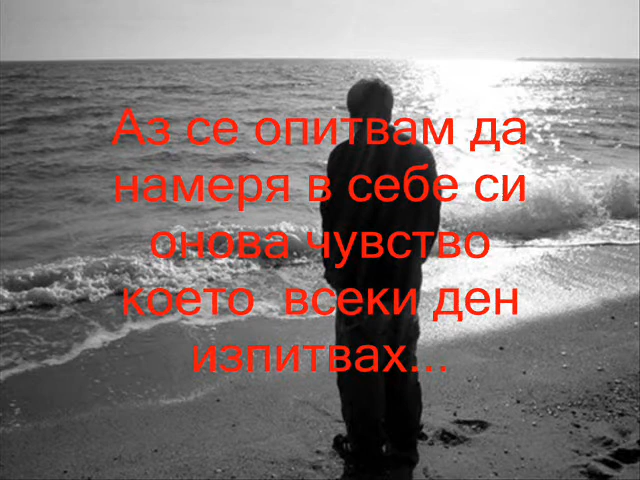 Аз се опитвам да
намеря в себе си
онова чувство
което всеки ден
изпитвах...